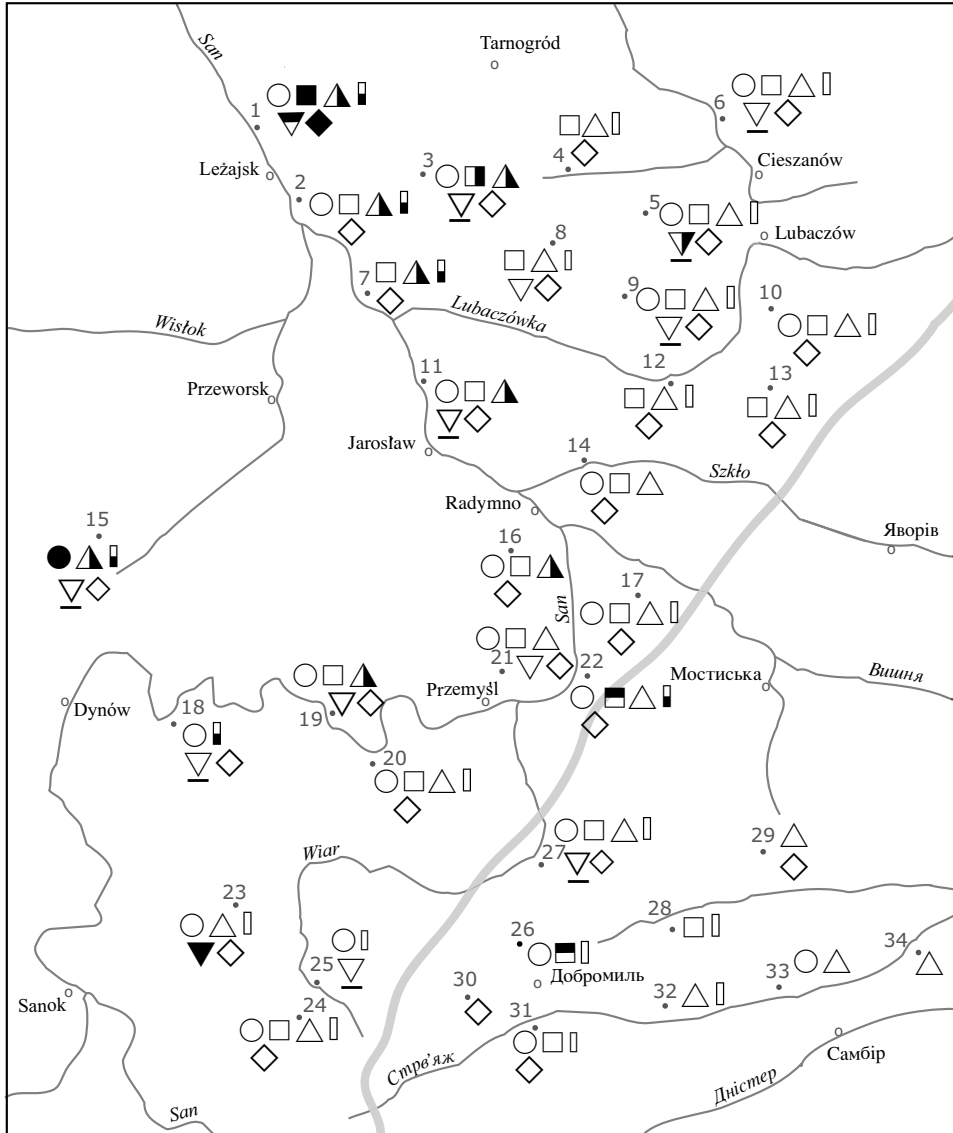 San
Tarnogród
1
6
Leżajsk
2
3
4
Cieszanów
5
8
Lubaczów
7
9
10
Wisłok
Lubaczówka
11
12
13
Przeworsk
Jarosław
14
Szkło
Radymno
15
Яворів
16
17
San
21
22
Мостиська
Вишня
Dynów
18
19
Przemyśl
20
27
29
Wiar
23
26
28
34
25
33
Sanok
24
30
Добромиль
32
31
Стрв’яж
Самбір
San
Дністер